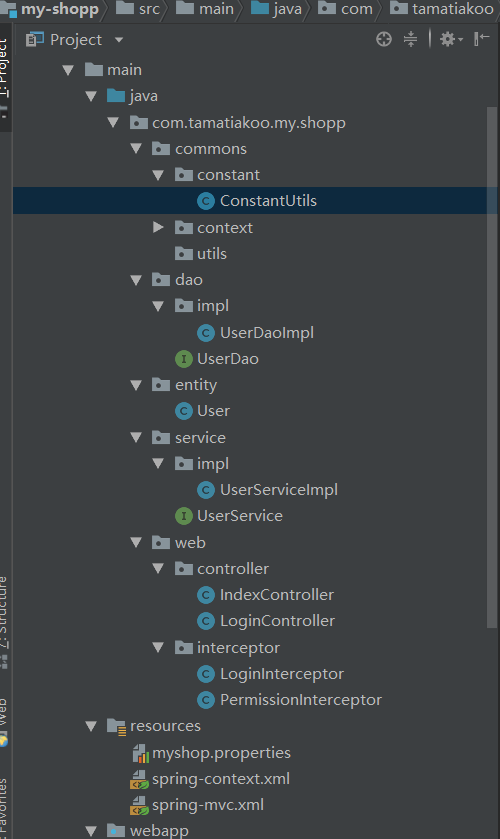 my-shopp src main java com tamatiakoo
Project
1: Project
main
java
com.tamatiakoo.my.shopp
commons
constant
ConstantUtils
context
utils
dao
impl
UserDaoImpl
UserDao
entity
User
service
impl
UserServiceImpl
UserService
web
controller
IndexController
LoginController
interceptor
LoginInterceptor
PermissionInterceptor
resources
myshop.properties
spring-context.xml
spring-mvc.xml
webapp
7: Structure
Web
Favorites